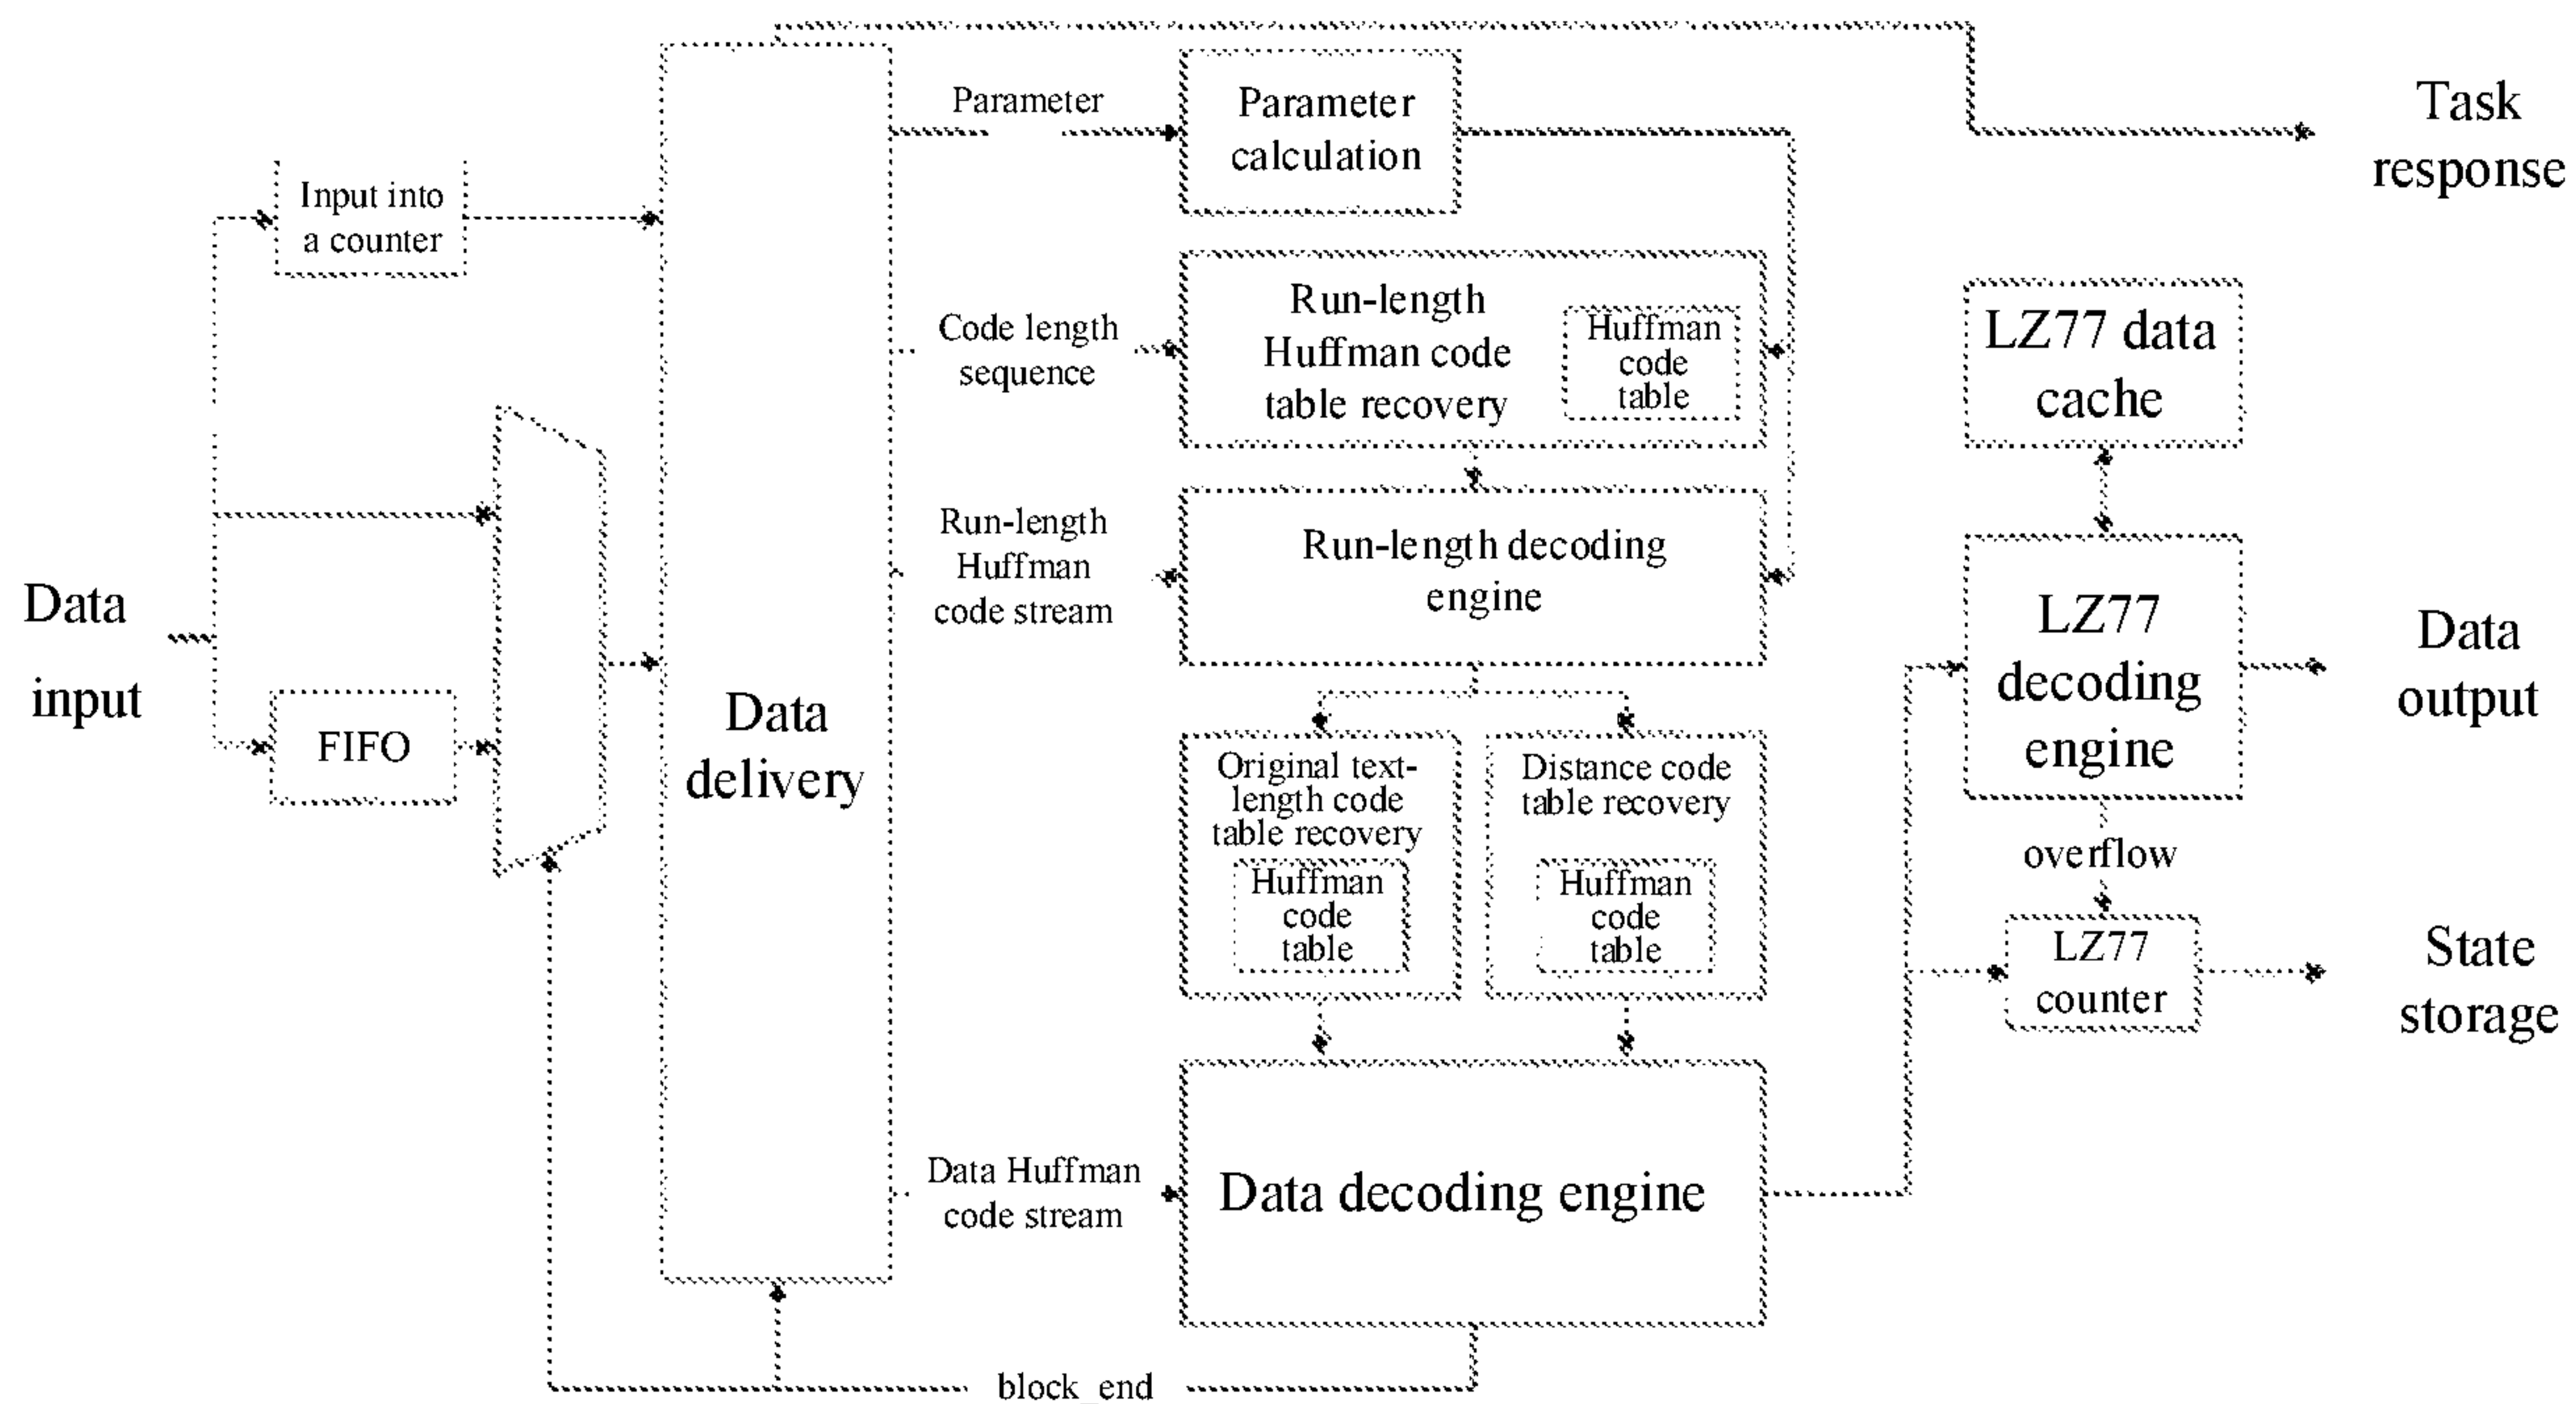 Data
input
Input into
a counter
FIFO
Data
delivery
Parameter
Code length
sequence
Run-length
Huffman
code stream
Data Huffman
code stream
block_end
Parameter
calculation
Run-length
Huffman code
table recovery
Huffman
code
table
Run-length decoding
engine
Original text-
length code
table recovery
Huffman
code
table
Distance code
table recovery
Huffman
code
table
Data decoding engine
LZ77 data
cache
LZ77
decoding
engine
overflow
LZ77
counter
Task
response
Data
output
State
storage